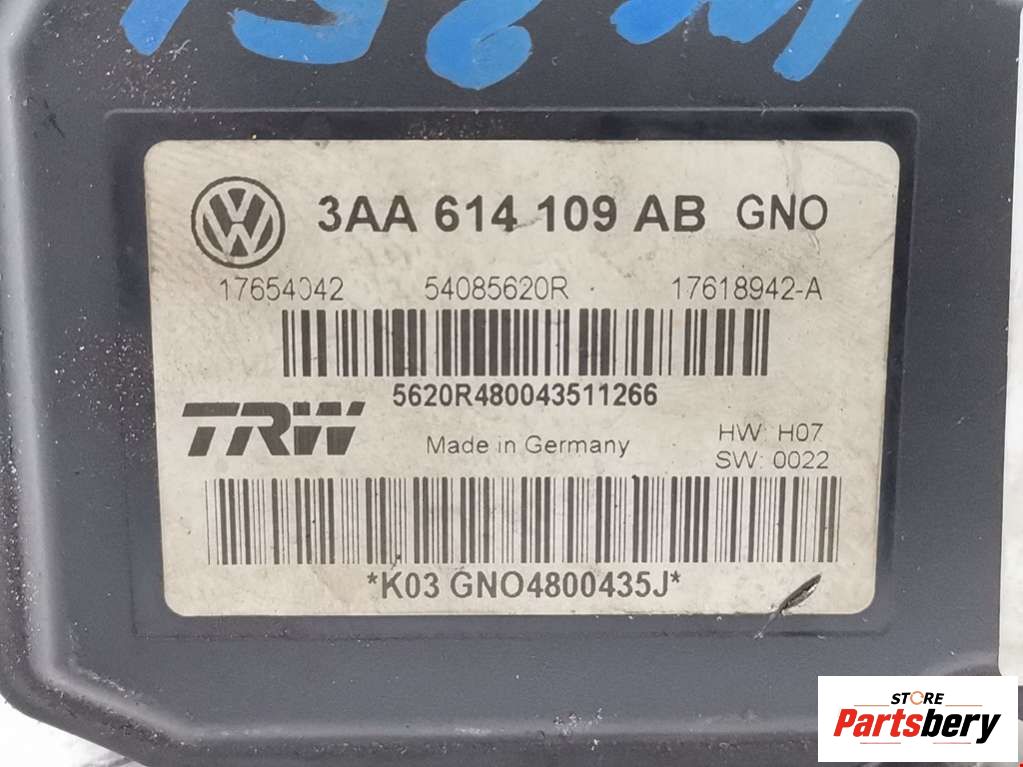 3AA 614 109 AB GNO
17654042 54085620R 17618942-A
5620R480043511266
TRW
Made in Germany
HW: H07
SW: 0022
*K03 GNO4800435J*
STORE
Partsbery